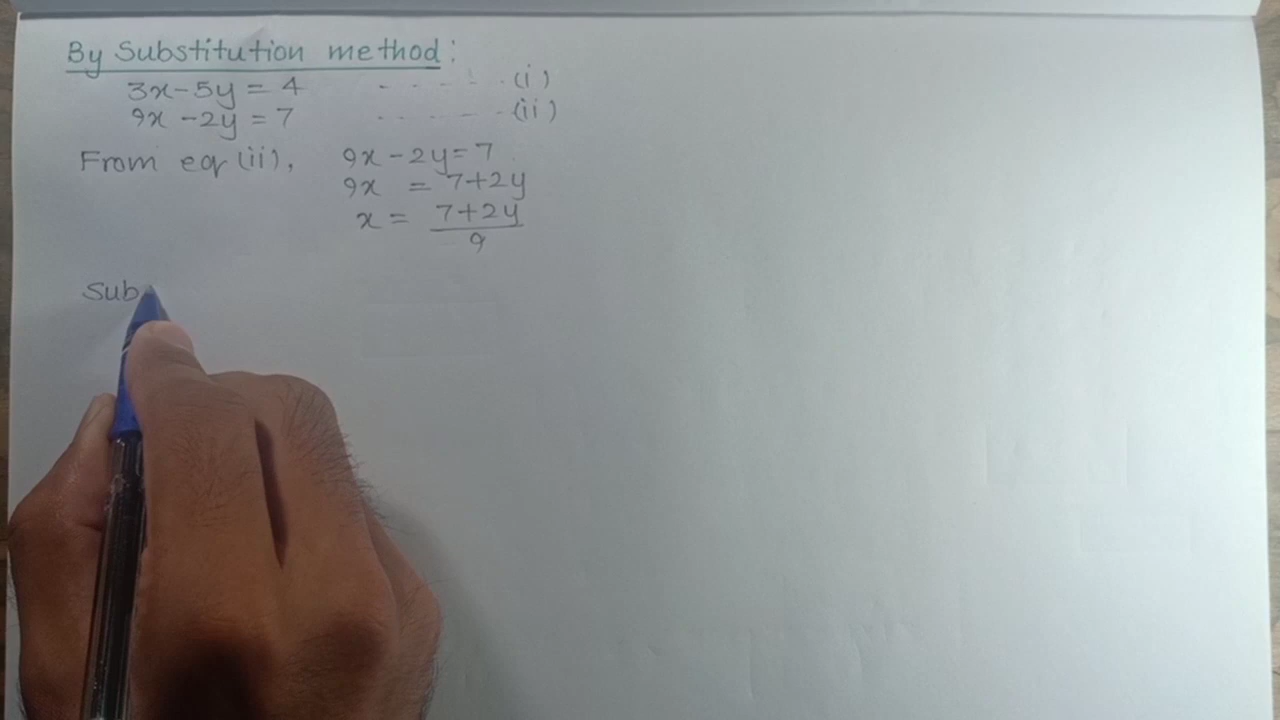 By Substitution method:
3x-5y = 4 - - - - - - (i)
9x -2y = 7 - - - - - - (ii)
From eq (ii), 9x-2y=7
9x = 7+2y
x = 7+2y
9
Sub